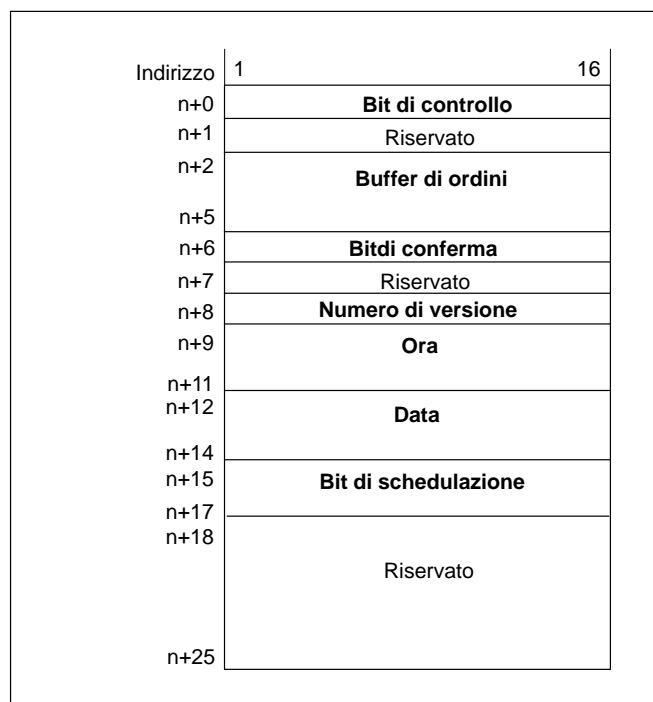 Indirizzo 1 16
n+0 Bit di controllo
n+1 Riservato
n+2
Buffer di ordini
n+5
n+6 Bitdi conferma
n+7 Riservato
n+8 Numero di versione
n+9 Ora
n+11
n+12 Data
n+14
n+15 Bit di schedulazione
n+17
n+18
Riservato
n+25